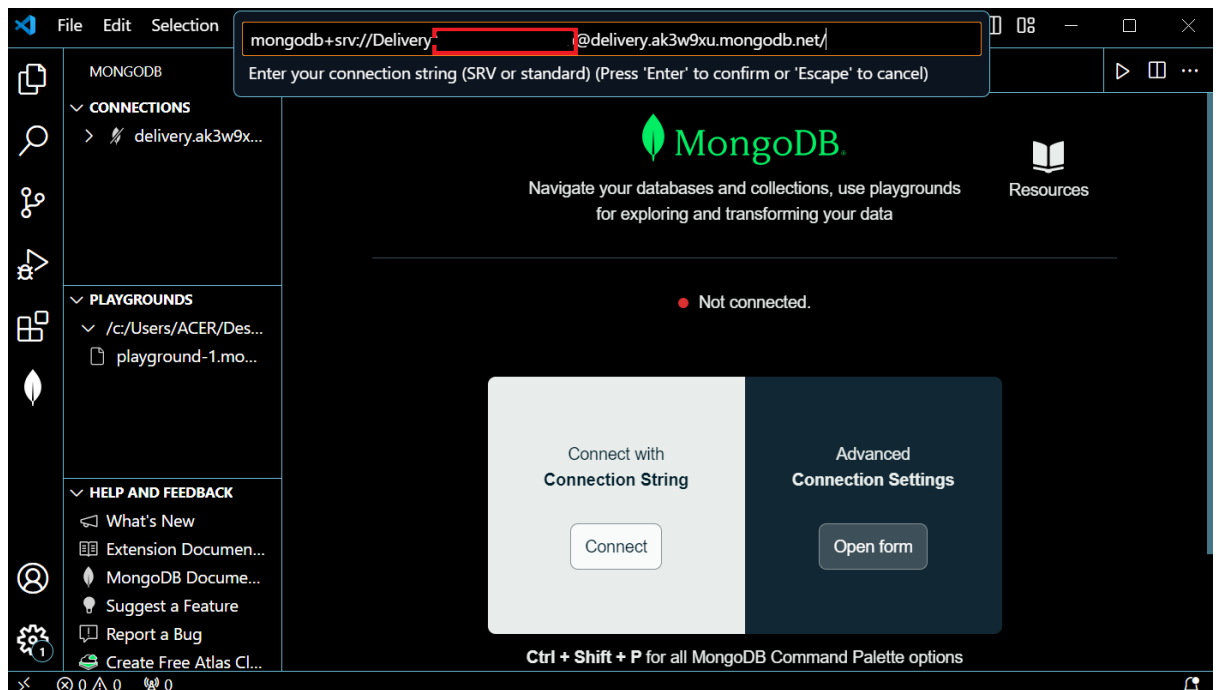 File Edit Selection
mongodb+srv://Delivery @delivery.ak3w9xu.mongodb.net/
Enter your connection string (SRV or standard) (Press 'Enter' to confirm or 'Escape' to cancel)
MONGODB
CONNECTIONS
delivery.ak3w9x...
PLAYGROUNDS
/c:/Users/ACER/Des...
playground-1.mo...
HELP AND FEEDBACK
What's New
Extension Documen...
MongoDB Docume...
Suggest a Feature
Report a Bug
Create Free Atlas Cl...
MongoDB.
Navigate your databases and collections, use playgrounds
for exploring and transforming your data
Resources
Not connected.
Connect with
Connection String
Connect
Advanced
Connection Settings
Open form
Ctrl + Shift + P for all MongoDB Command Palette options
1
0 0 0